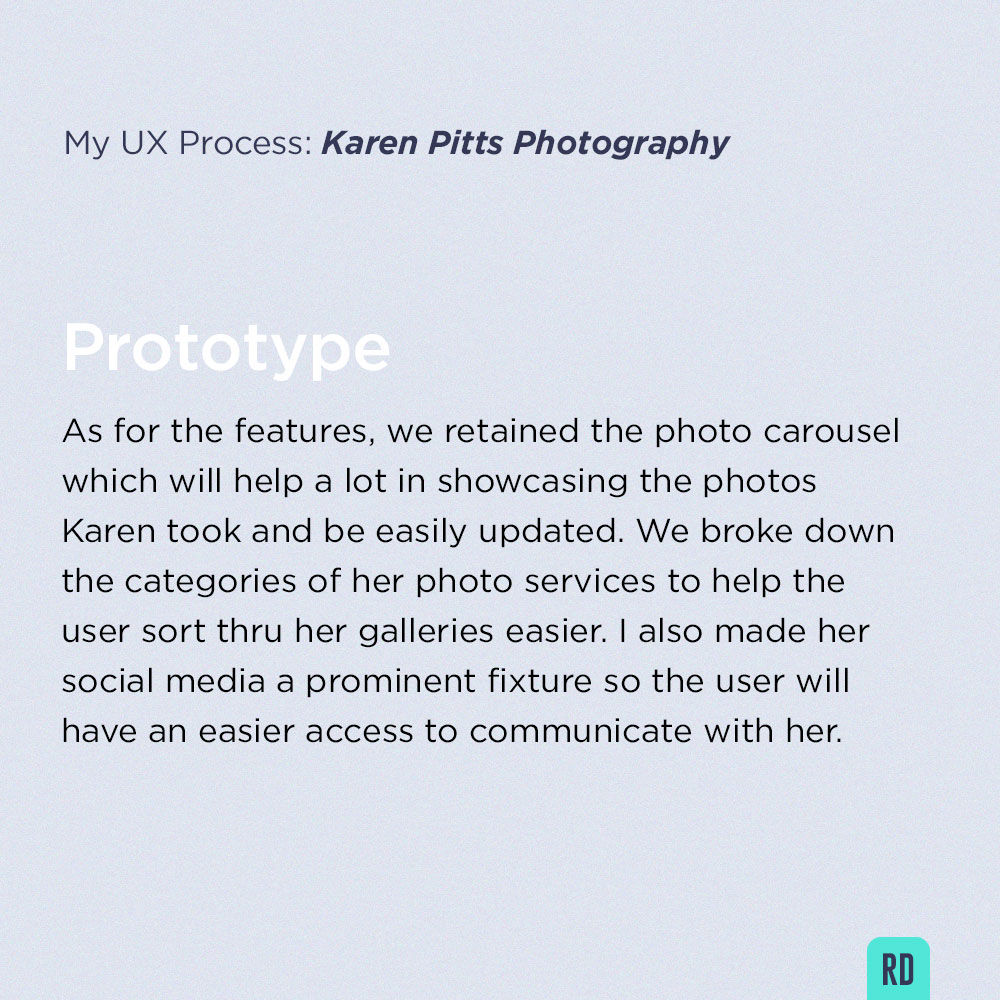 My UX Process: Karen Pitts Photography
Prototype
As for the features, we retained the photo carousel
which will help a lot in showcasing the photos
Karen took and be easily updated. We broke down
the categories of her photo services to help the
user sort thru her galleries easier. I also made her
social media a prominent fixture so the user will
have an easier access to communicate with her.
RD